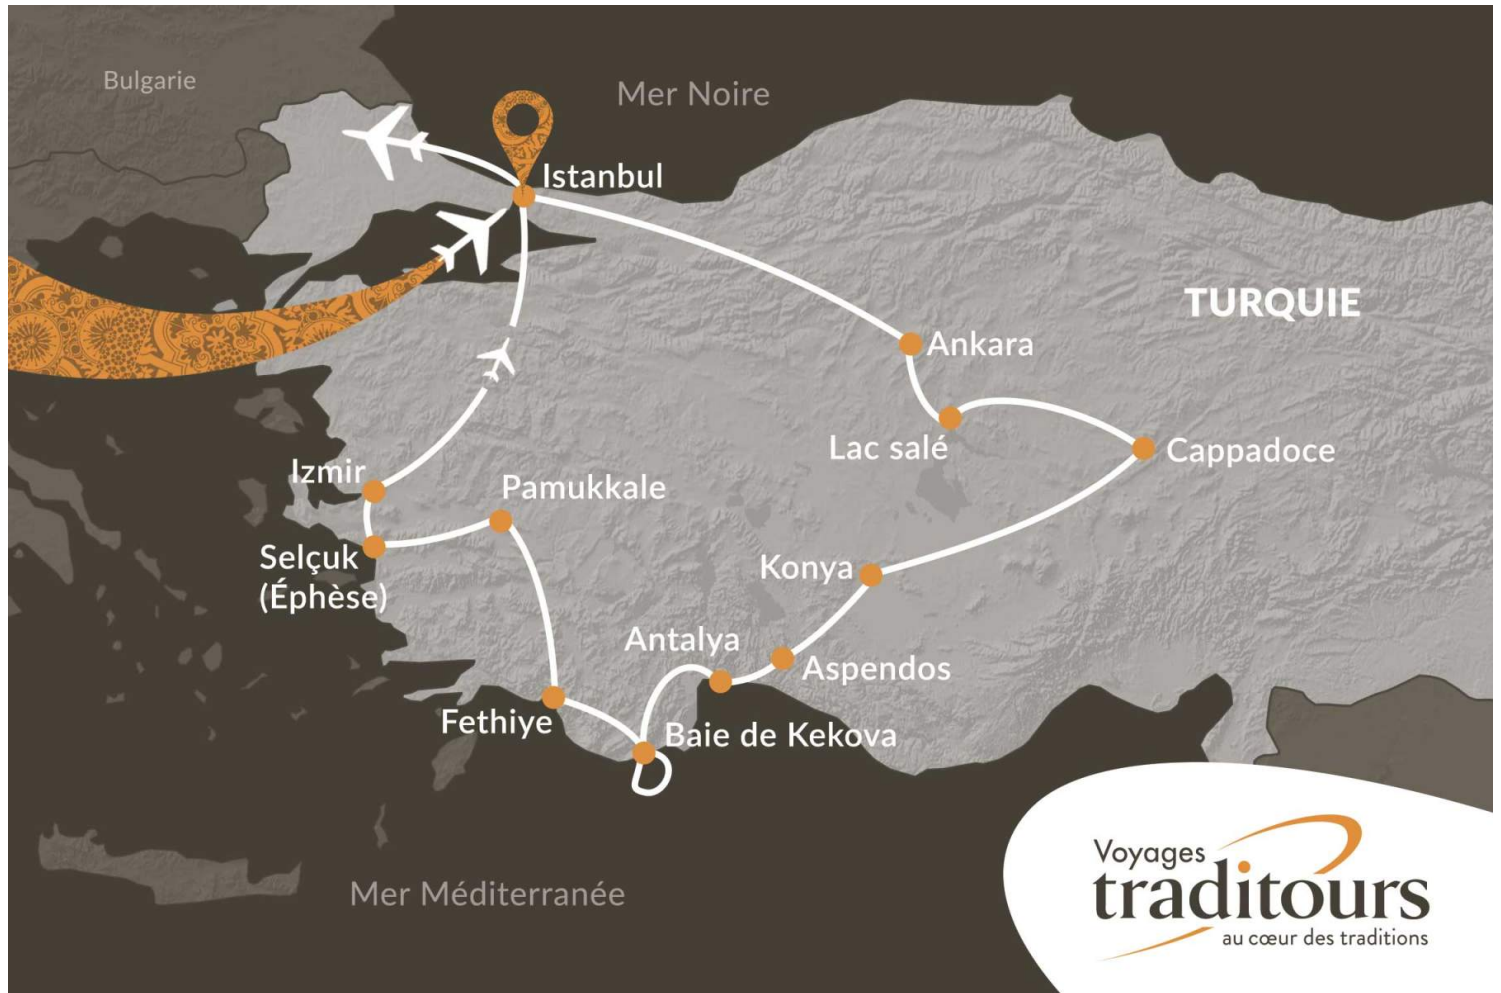 Bulgarie
Mer Noire
Istanbul
TURQUIE
Ankara
Lac salé
Cappadoce
Izmir
Pamukkale
Selçuk
(Éphèse)
Konya
Antalya
Aspendos
Fethiye
Baie de Kekova
Mer Méditerranée
Voyages
traditours
au cœur des traditions